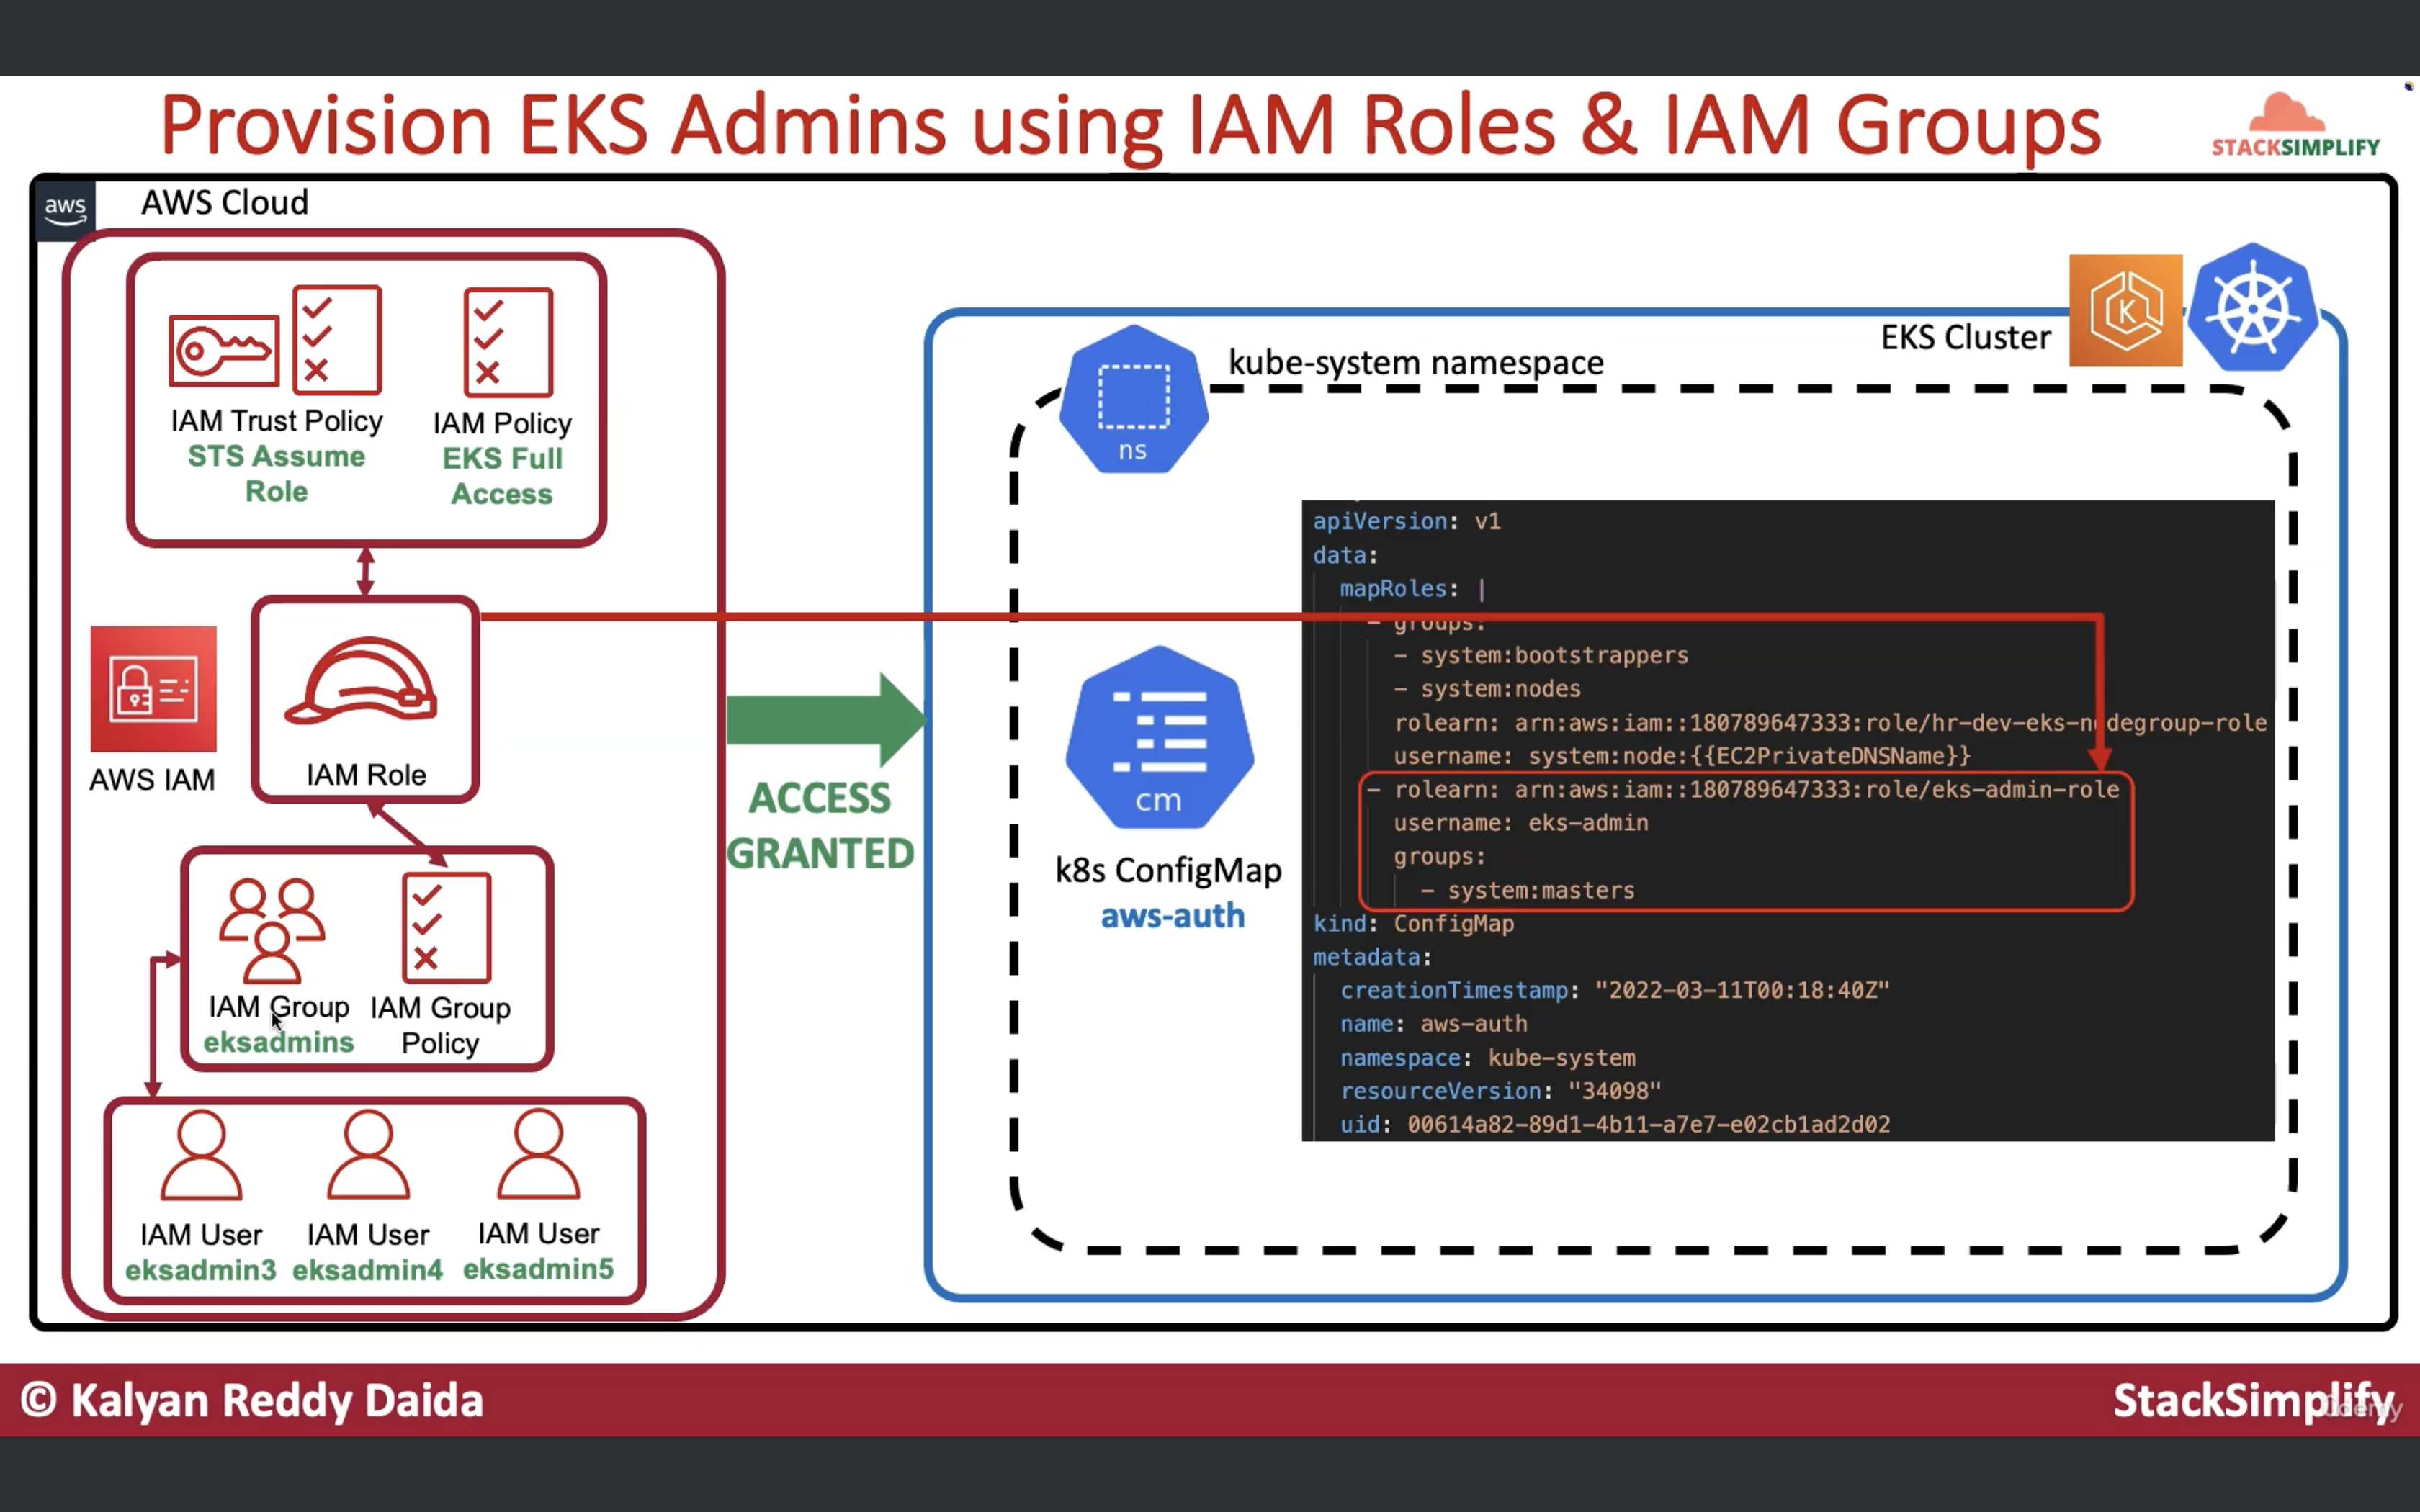 Provision EKS Admins using IAM Roles & IAM Groups
STACKSIMPLIFY
aws
AWS Cloud
IAM Trust Policy
STS Assume
Role
IAM Policy
EKS Full
Access
AWS IAM
IAM Role
IAM Group
eksadmins
IAM Group
Policy
IAM User
eksadmin3
IAM User
eksadmin4
IAM User
eksadmin5
ACCESS
GRANTED
EKS Cluster
K
kube-system namespace
ns
cm
k8s ConfigMap
aws-auth
apiVersion: v1
data:
mapRoles: |
- groups:
- system:bootstrappers
- system:nodes
rolearn: arn:aws:iam::180789647333:role/hr-dev-eks-nodegroup-role
username: system:node:{{EC2PrivateDNSName}}
- rolearn: arn:aws:iam::180789647333:role/eks-admin-role
username: eks-admin
groups:
- system:masters
kind: ConfigMap
metadata:
creationTimestamp: "2022-03-11T00:18:40Z"
name: aws-auth
namespace: kube-system
resourceVersion: "34098"
uid: 00614a82-89d1-4b11-a7e7-e02cb1ad2d02
© Kalyan Reddy Daida
StackSimplify
Udemy